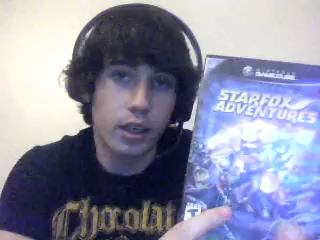 NINTENDO
GAMECUBE
STARFOX
ADVENTURES
Chocolat
T